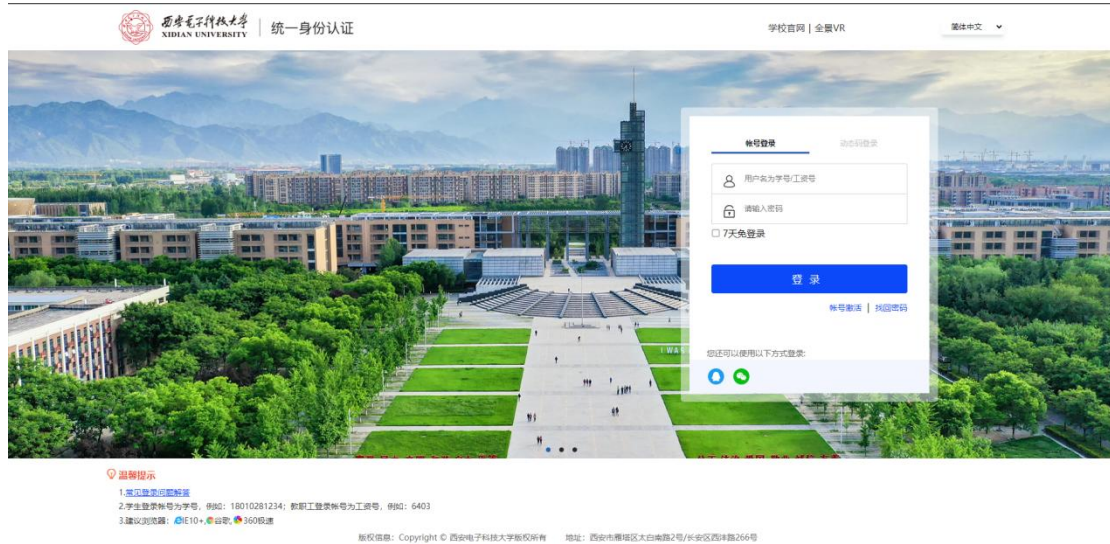 西安电子科技大学
XIDIAN UNIVERSITY
统一身份认证
学校官网 | 全景VR
简体中文
帐号登录
动态码登录
用户名为学号/工资号
请输入密码
7天免登录
登 录
帐号激活 | 找回密码
I WAS
您还可以使用以下方式登录:
温馨提示
1.常见登录问题解答
2.学生登录帐号为学号，例如：18010281234；教职工登录帐号为工资号，例如：6403
3.建议浏览器：IE10+,谷歌,360极速
版权信息：Copyright © 西安电子科技大学版权所有 地址：西安市雁塔区太白南路2号/长安区西沣路266号